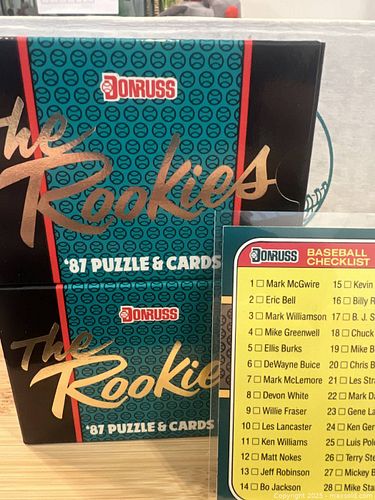 DONRUSS
The
Rookies
'87 PUZZLE & CARDS
DONRUSS
The
Rookie
'87 PUZZLE & CARDS
DONRUSS BASEBALL
CHECKLIST
1 Mark McGwire 15 Kevin
2 Eric Bell 16 Billy R
3 Mark Williamson 17 B. J. S
4 Mike Greenwell 18 Chuck
5 Ellis Burks 19 Mike B
6 DeWayne Buice 20 Chris B
7 Mark McLemore 21 Les Stra
8 Devon White 22 Mark Da
9 Willie Fraser 23 Gene La
10 Les Lancaster 24 Ken Ger
11 Ken Williams 25 Luis Pol
12 Matt Nokes 26 Terry Ste
13 Jeff Robinson 27 Mickey B
14 Bo Jackson 28 Mike Sta